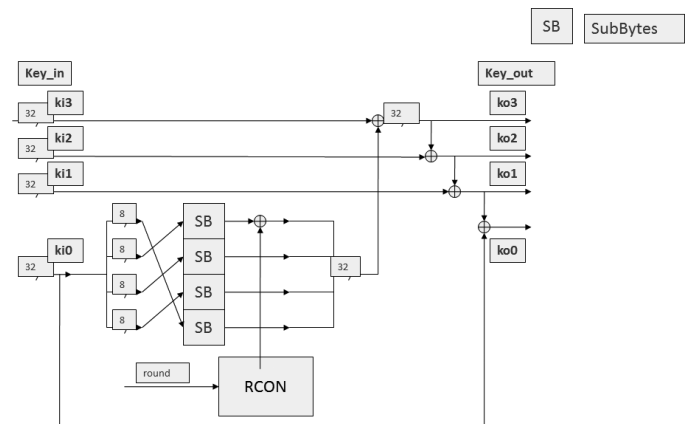 SB SubBytes
Key_in Key_out
ki3 ko3
32 32
ki2 ko2
32
ki1 ko1
32
8 SB
ki0 8 SB ko0
32 32
8 SB
8 SB
round RCON